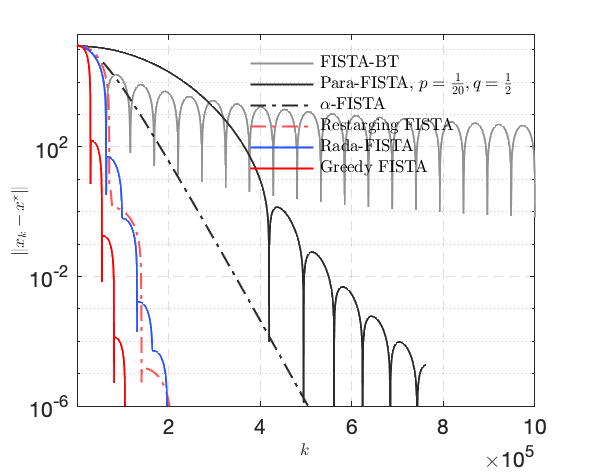 FISTA-BT
Para-FISTA, p = 1/20, q = 1/2
α-FISTA
Restarging FISTA
Rada-FISTA
Greedy FISTA
‖x_k − x*‖
10^2
10^-2
10^-6
2 4 6 8 10
k
×10^5